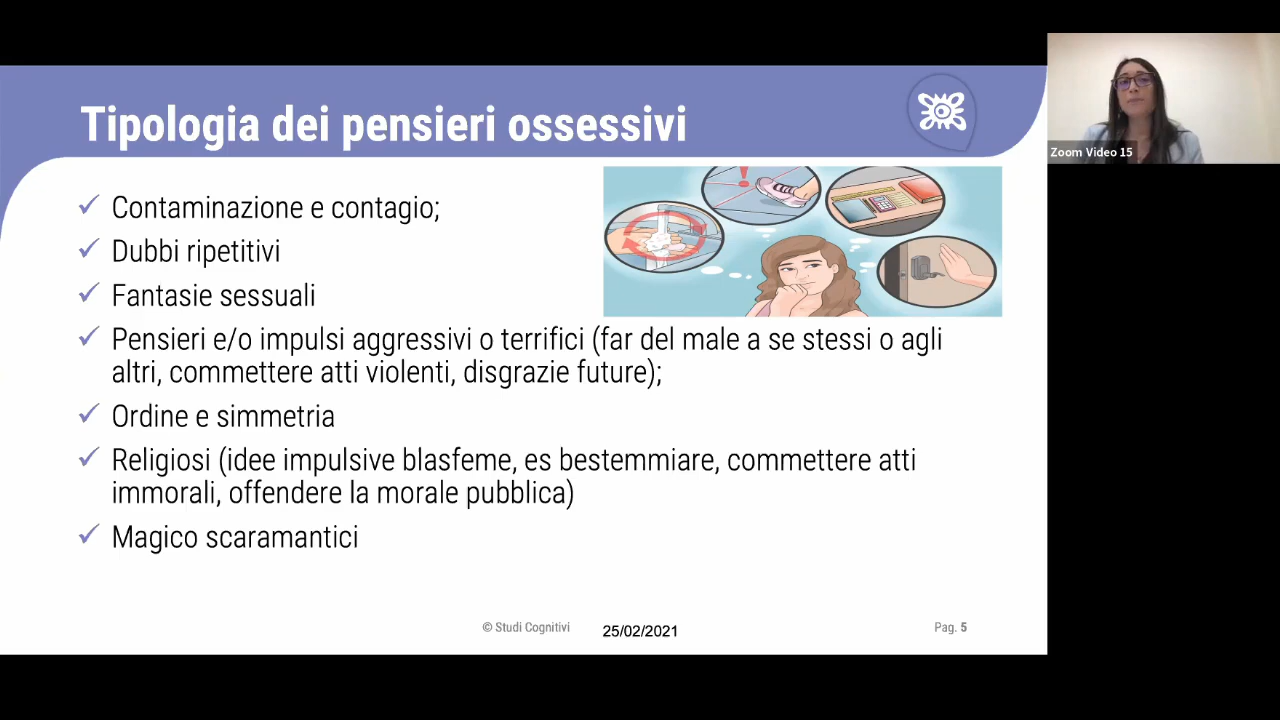 Tipologia dei pensieri ossessivi
Zoom Video 15
✓ Contaminazione e contagio;
✓ Dubbi ripetitivi
✓ Fantasie sessuali
✓ Pensieri e/o impulsi aggressivi o terrifici (far del male a se stessi o agli
altri, commettere atti violenti, disgrazie future);
✓ Ordine e simmetria
✓ Religiosi (idee impulsive blasfeme, es bestemmiare, commettere atti
immorali, offendere la morale pubblica)
✓ Magico scaramantici
© Studi Cognitivi 25/02/2021 Pag. 5